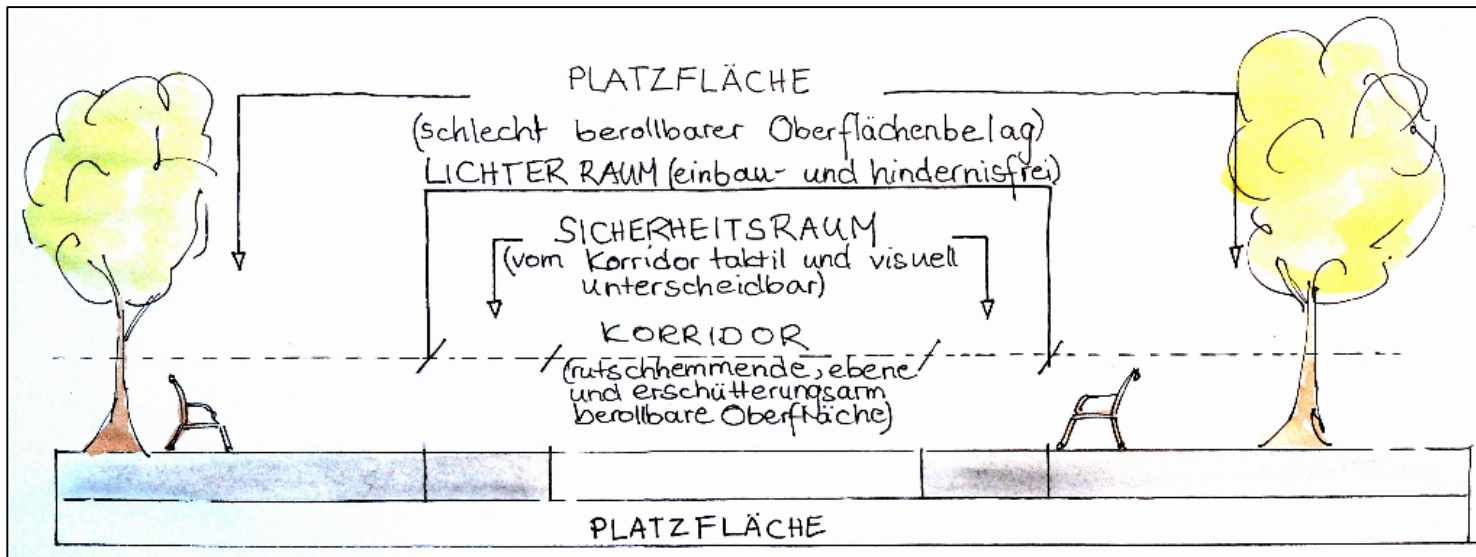 PLATZFLÄCHE
(schlecht berollbarer Oberflächenbelag)
LICHTER RAUM (einbau- und hindernisfrei)
SICHERHEITSRAUM
(vom Korridor taktil und visuell
unterscheidbar)
KORRIDOR
(rutschhemmende, ebene
und erschütterungsarm
berollbare Oberfläche)
PLATZFLÄCHE